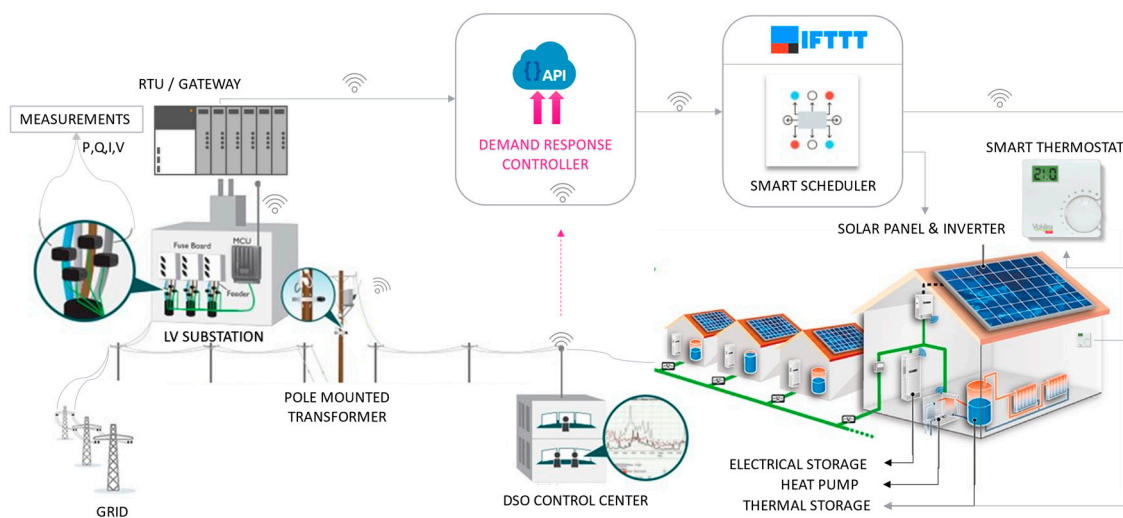 RTU / GATEWAY
MEASUREMENTS
P,Q,I,V
Fuse Board
MCU
Feeder
LV SUBSTATION
POLE MOUNTED
TRANSFORMER
GRID
{} API
DEMAND RESPONSE
CONTROLLER
IFTTT
SMART SCHEDULER
SMART THERMOSTAT
21.0
SOLAR PANEL & INVERTER
DSO CONTROL CENTER
ELECTRICAL STORAGE
HEAT PUMP
THERMAL STORAGE